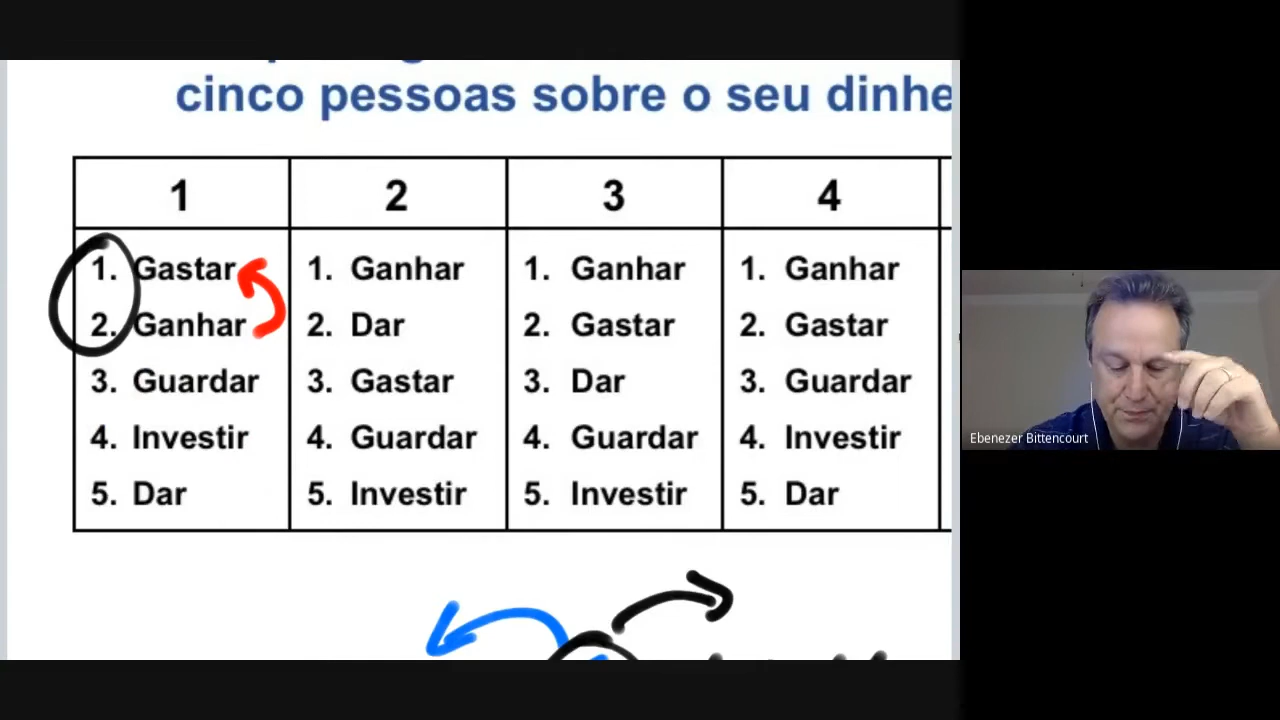 cinco pessoas sobre o seu
1 2 3 4
1. Gastar 1. Ganhar 1. Ganhar 1. Ganhar
2. Ganhar 2. Dar 2. Gastar 2. Gastar
3. Guardar 3. Gastar 3. Dar 3. Guardar
4. Investir 4. Guardar 4. Guardar 4. Investir
5. Dar 5. Investir 5. Investir 5. Dar
Ebenezer Bittencourt